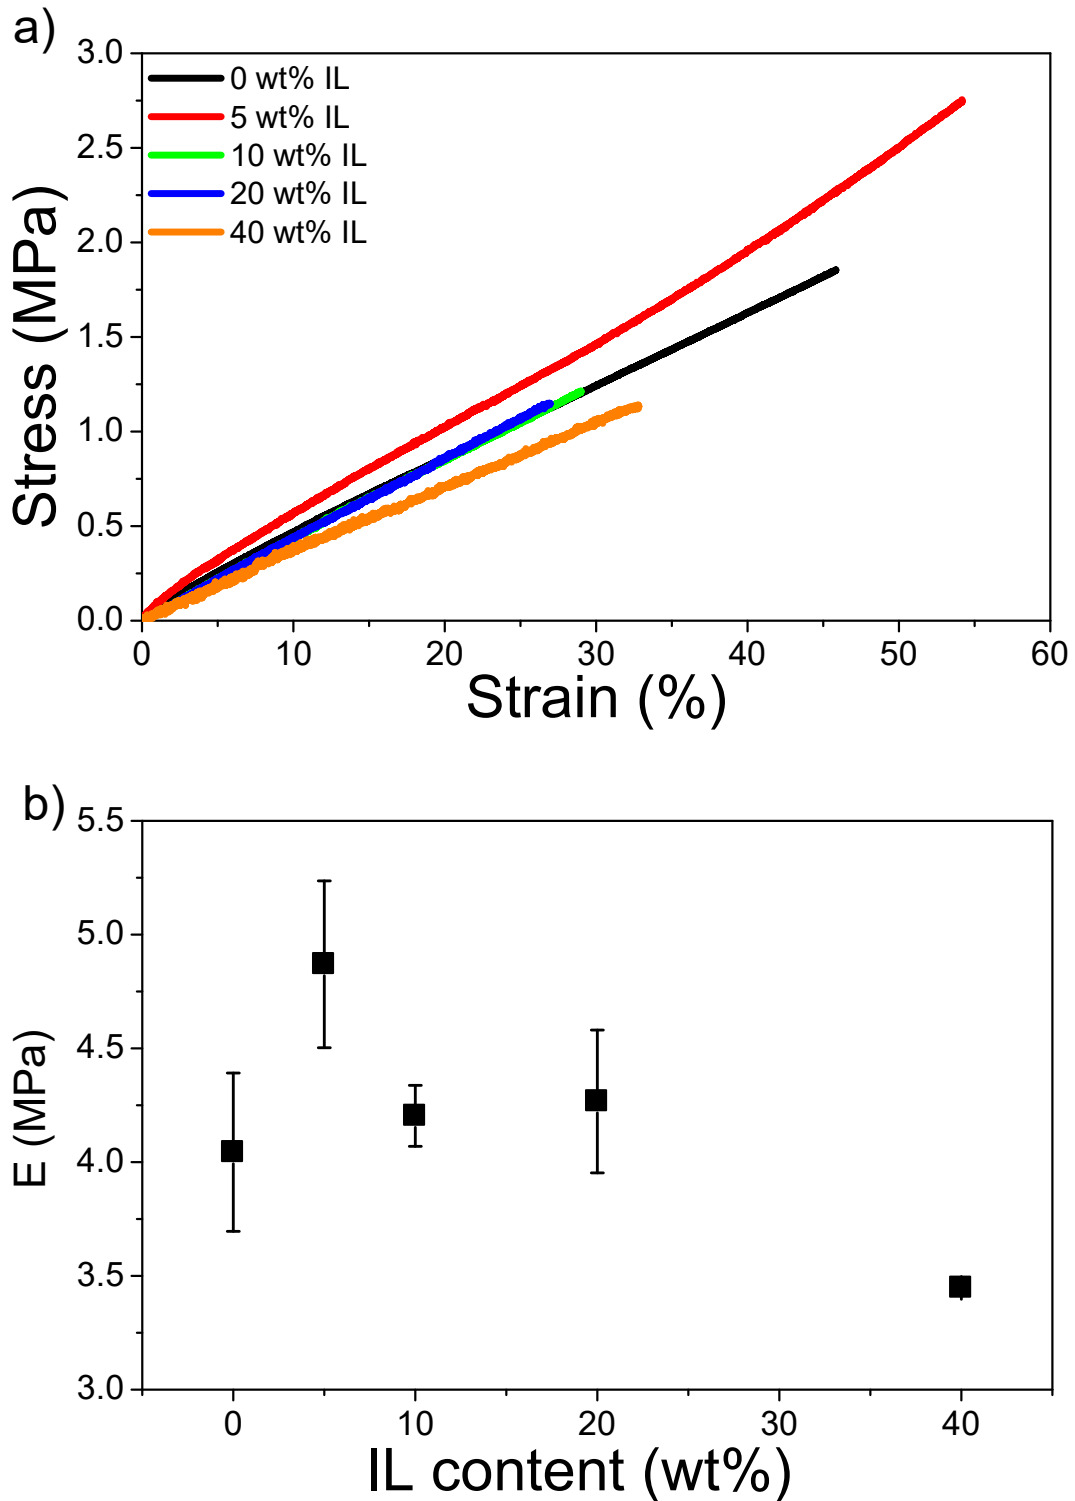 a)
3.0
2.5
2.0
1.5
1.0
0.5
0.0
Stress (MPa)
0 wt% IL
5 wt% IL
10 wt% IL
20 wt% IL
40 wt% IL
0 10 20 30 40 50 60
Strain (%)
b)
5.5
5.0
4.5
4.0
3.5
3.0
E (MPa)
0 10 20 30 40
IL content (wt%)